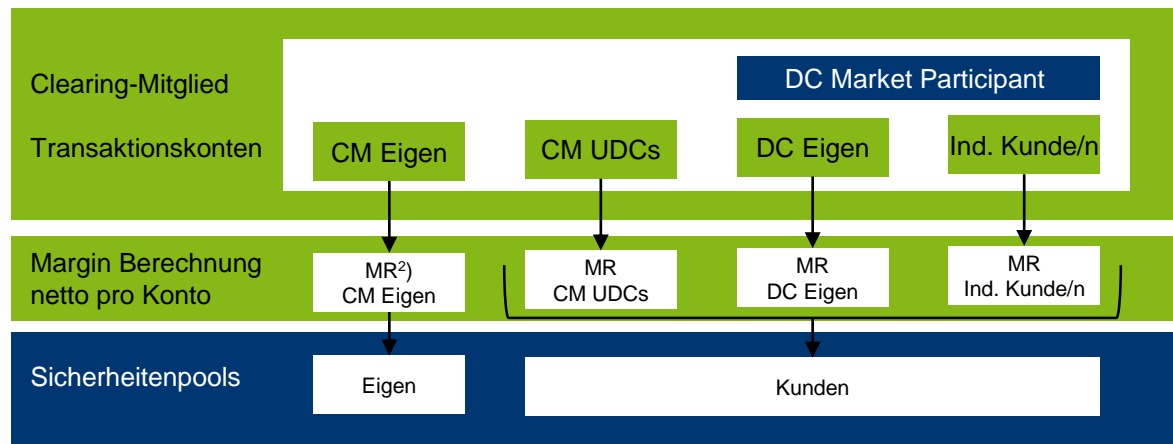 Clearing-Mitglied
DC Market Participant
Transaktionskonten
CM Eigen
CM UDCs
DC Eigen
Ind. Kunde/n
Margin Berechnung
netto pro Konto
MR²)
CM Eigen
MR
CM UDCs
MR
DC Eigen
MR
Ind. Kunde/n
Sicherheitenpools
Eigen
Kunden